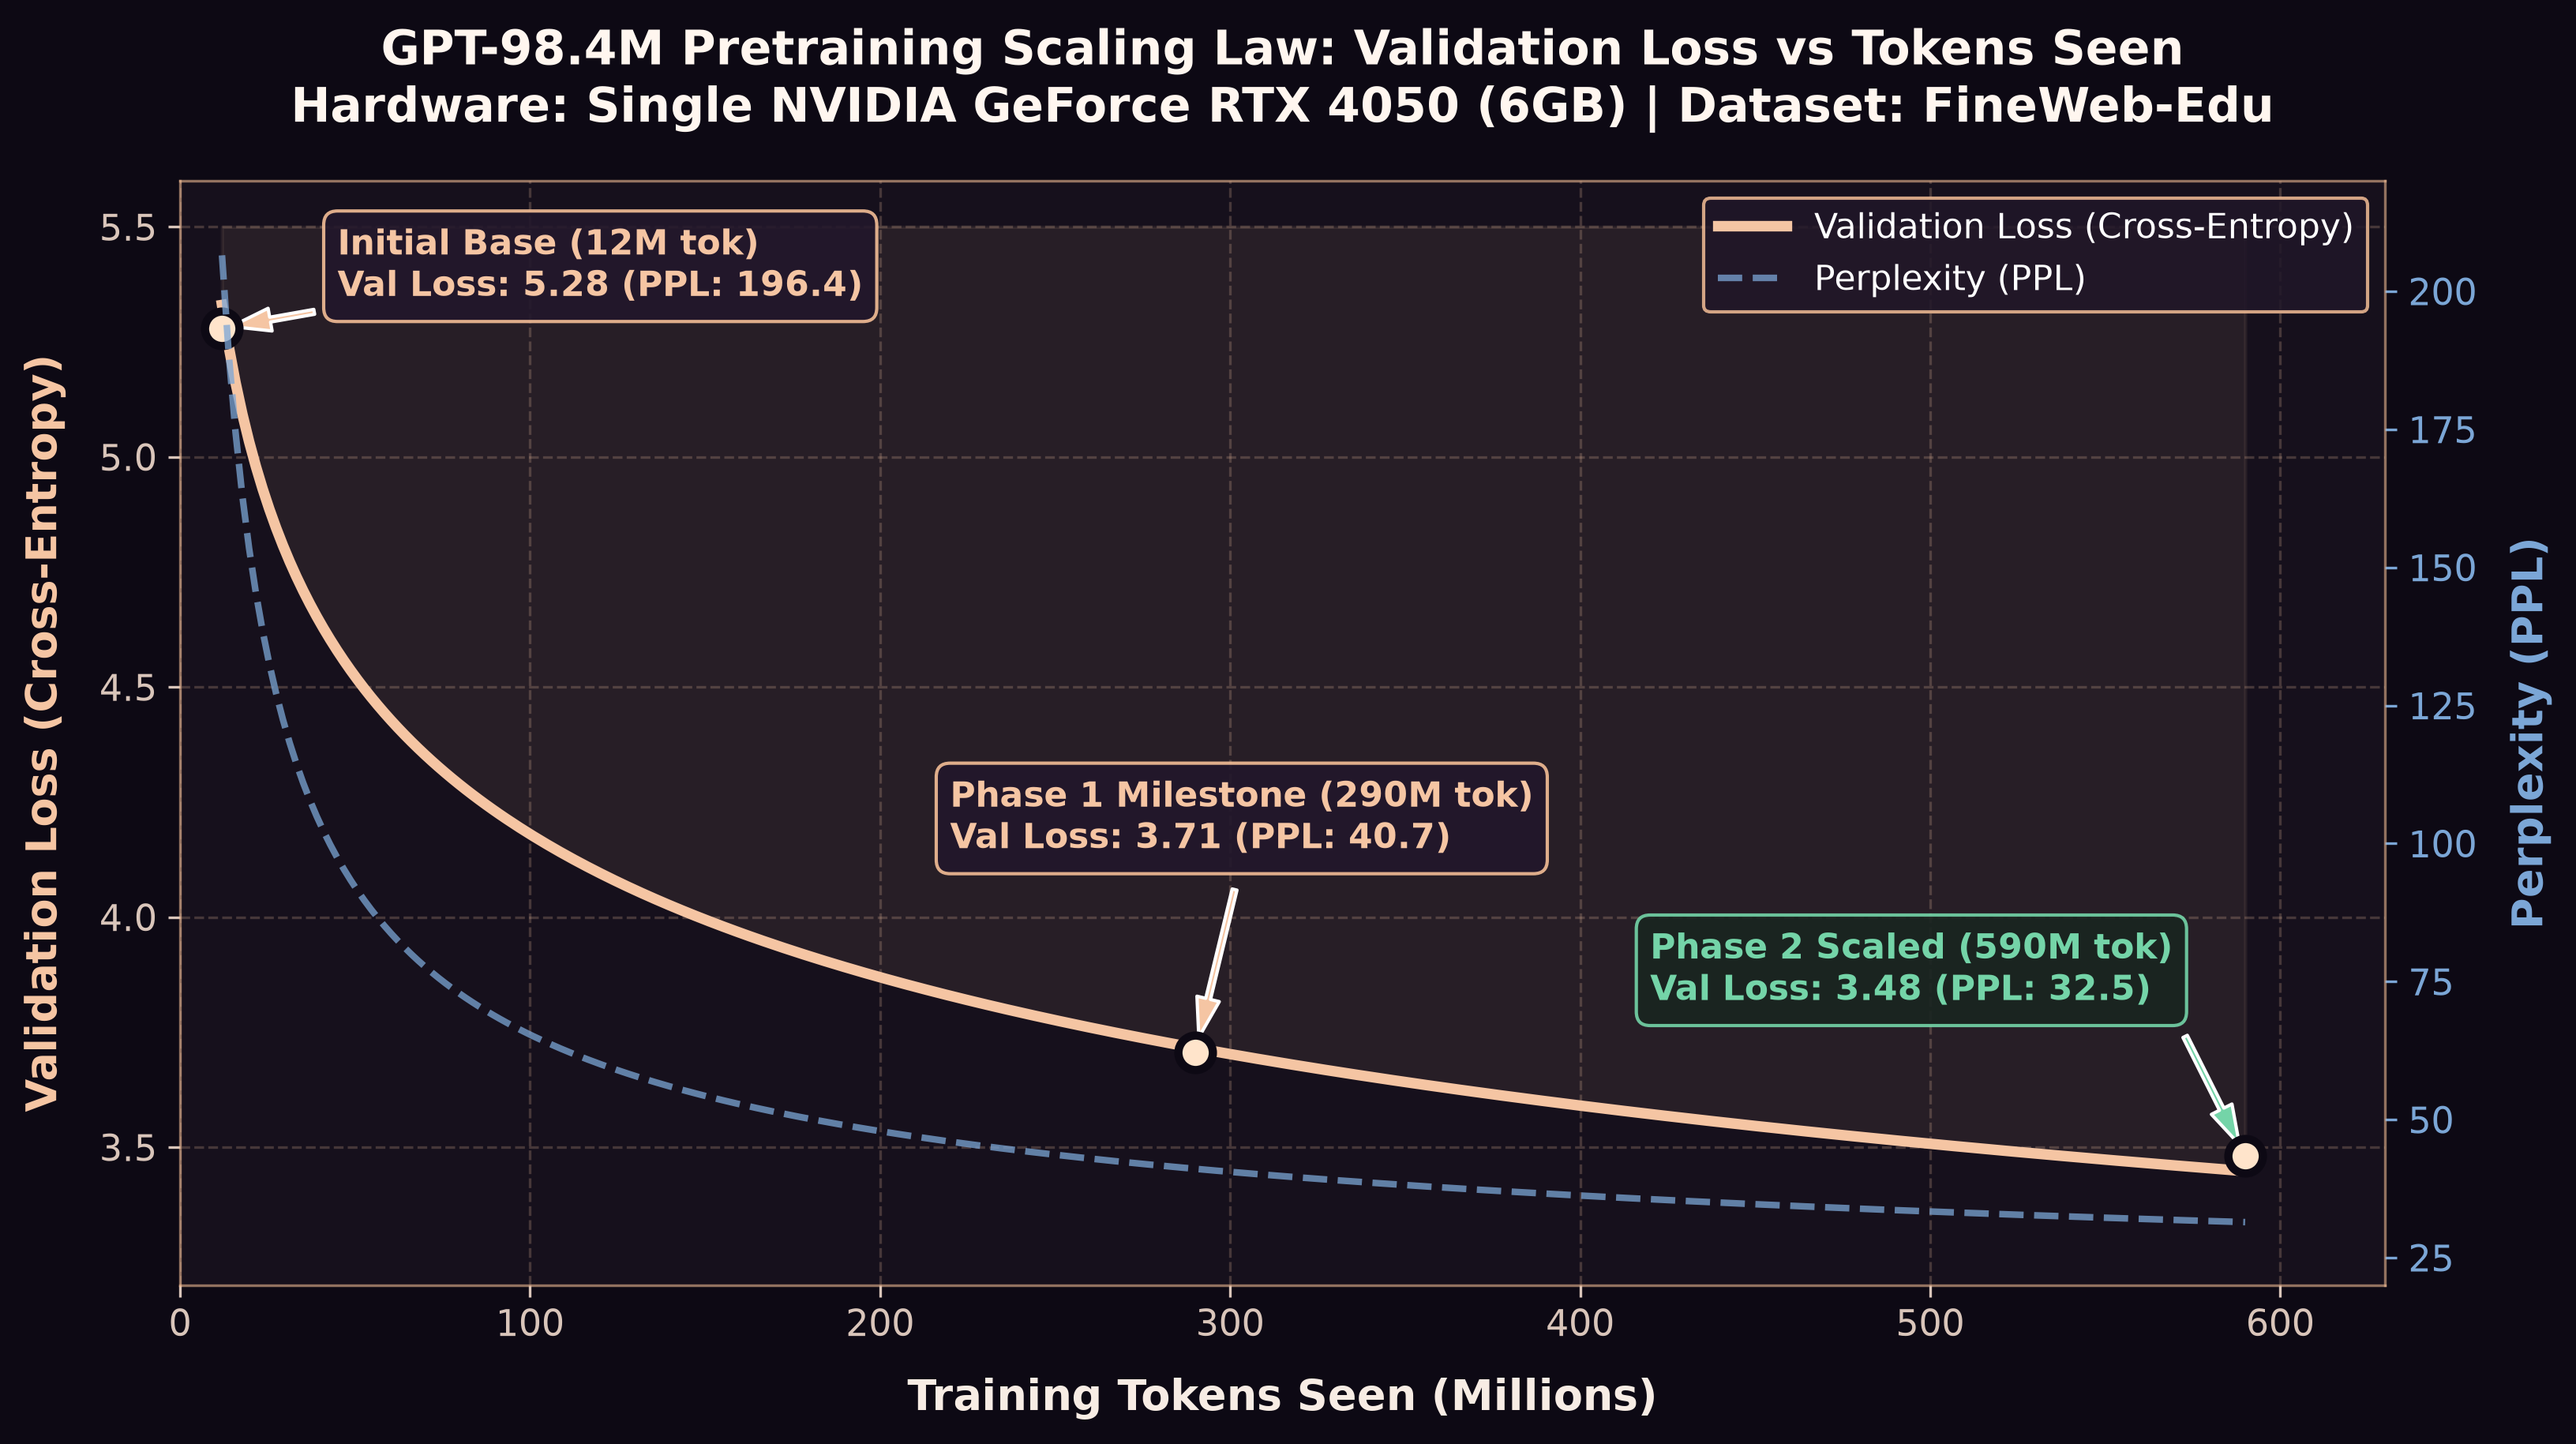 GPT-98.4M Pretraining Scaling Law: Validation Loss vs Tokens Seen
Hardware: Single NVIDIA GeForce RTX 4050 (6GB) | Dataset: FineWeb-Edu
Validation Loss (Cross-Entropy)
5.5
5.0
4.5
4.0
3.5
Initial Base (12M tok)
Val Loss: 5.28 (PPL: 196.4)
Validation Loss (Cross-Entropy)
Perplexity (PPL)
Phase 1 Milestone (290M tok)
Val Loss: 3.71 (PPL: 40.7)
Phase 2 Scaled (590M tok)
Val Loss: 3.48 (PPL: 32.5)
200
175
150
125
100
75
50
25
Perplexity (PPL)
0 100 200 300 400 500 600
Training Tokens Seen (Millions)